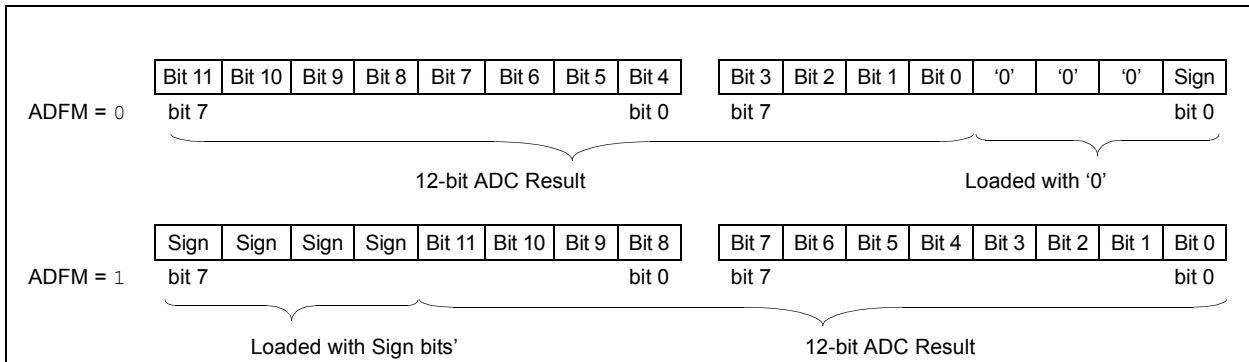 Bit 11 Bit 10 Bit 9 Bit 8 Bit 7 Bit 6 Bit 5 Bit 4 Bit 3 Bit 2 Bit 1 Bit 0 ‘0’ ‘0’ ‘0’ Sign
ADFM = 0 bit 7 bit 0 bit 7 bit 0
12-bit ADC Result Loaded with ‘0’
Sign Sign Sign Sign Bit 11 Bit 10 Bit 9 Bit 8 Bit 7 Bit 6 Bit 5 Bit 4 Bit 3 Bit 2 Bit 1 Bit 0
ADFM = 1 bit 7 bit 0 bit 7 bit 0
Loaded with Sign bits’ 12-bit ADC Result